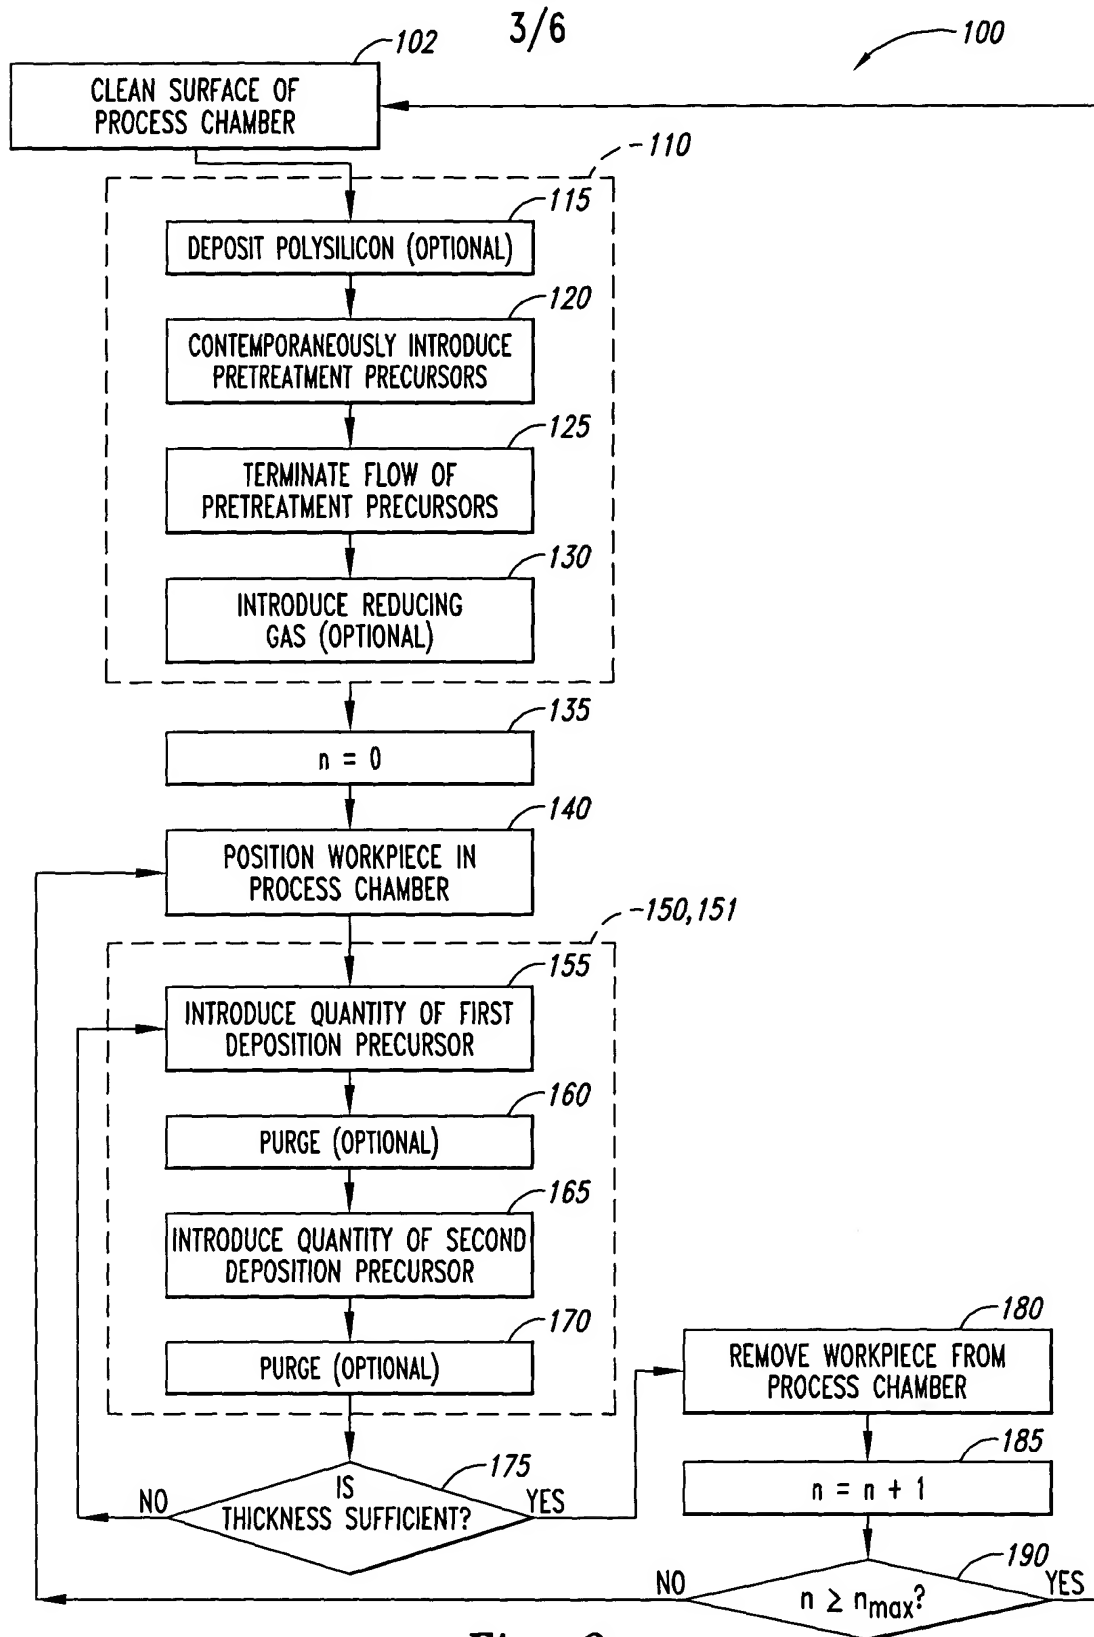 3/6
102
100
CLEAN SURFACE OF
PROCESS CHAMBER
110
115
DEPOSIT POLYSILICON (OPTIONAL)
120
CONTEMPORANEOUSLY INTRODUCE
PRETREATMENT PRECURSORS
125
TERMINATE FLOW OF
PRETREATMENT PRECURSORS
130
INTRODUCE REDUCING
GAS (OPTIONAL)
135
n = 0
140
POSITION WORKPIECE IN
PROCESS CHAMBER
150,151
155
INTRODUCE QUANTITY OF FIRST
DEPOSITION PRECURSOR
160
PURGE (OPTIONAL)
165
INTRODUCE QUANTITY OF SECOND
DEPOSITION PRECURSOR
170
PURGE (OPTIONAL)
175
IS
THICKNESS SUFFICIENT?
NO
YES
180
REMOVE WORKPIECE FROM
PROCESS CHAMBER
185
n = n + 1
190
n ≥ nmax?
NO
YES